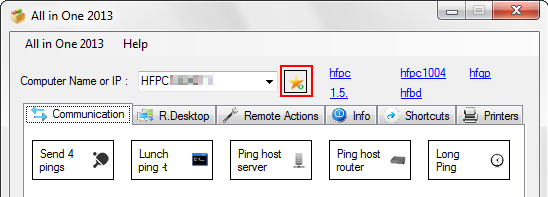 All in One 2013
All in One 2013 Help
Computer Name or IP : HFPC
hfpc hfpc1004 hfqp
1.5. hfbd
Communication R.Desktop Remote Actions Info Shortcuts Printers
Send 4 pings
Lunch ping -t
Ping host server
Ping host router
Long Ping